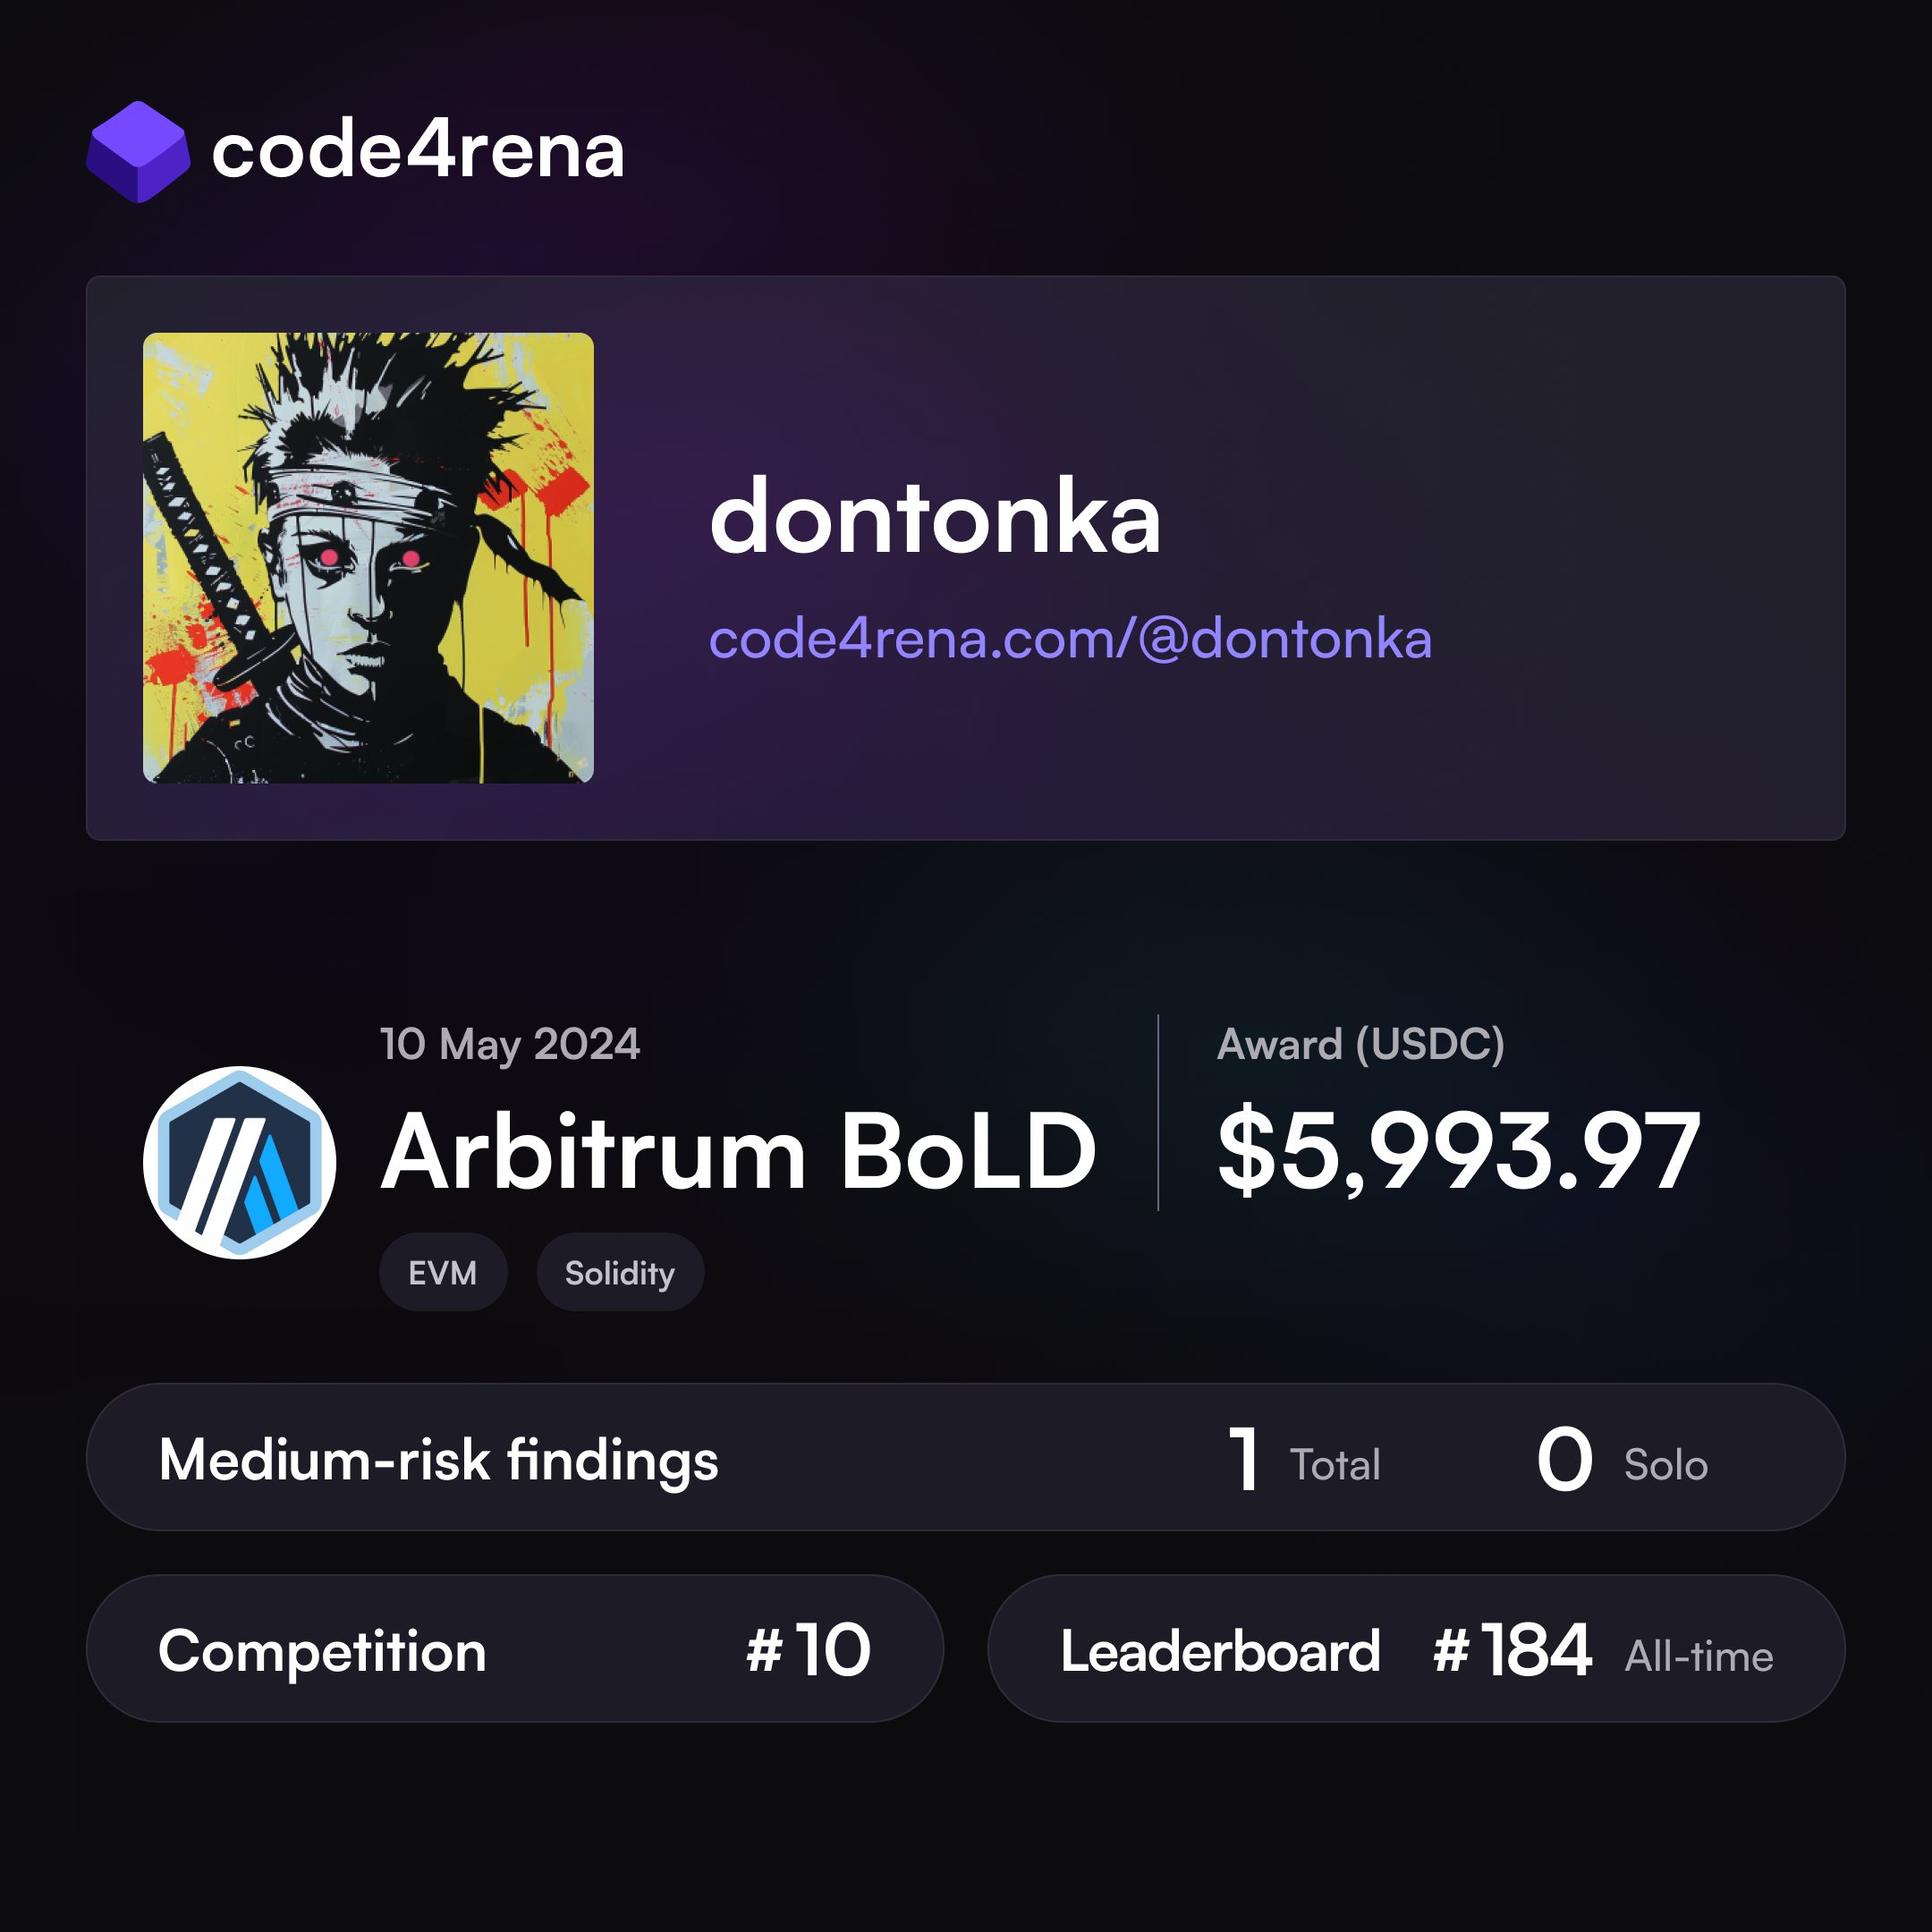 code4rena
dontonka
code4rena.com/@dontonka
10 May 2024
Arbitrum BoLD
EVM Solidity
Award (USDC)
$5,993.97
Medium-risk findings 1 Total 0 Solo
Competition #10
Leaderboard #184 All-time